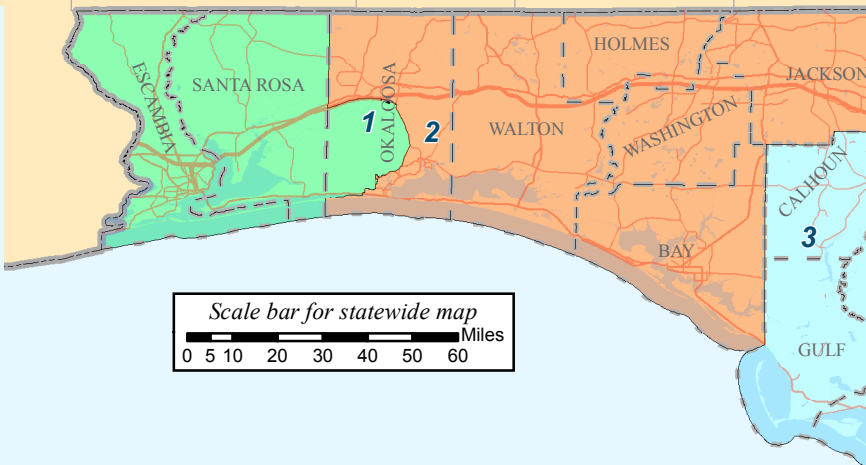 HOLMES
JACKSON
ESCAMBIA
SANTA ROSA
OKALOOSA
1
2
WALTON
WASHINGTON
CALHOUN
3
BAY
GULF
Scale bar for statewide map
Miles
0 5 10 20 30 40 50 60